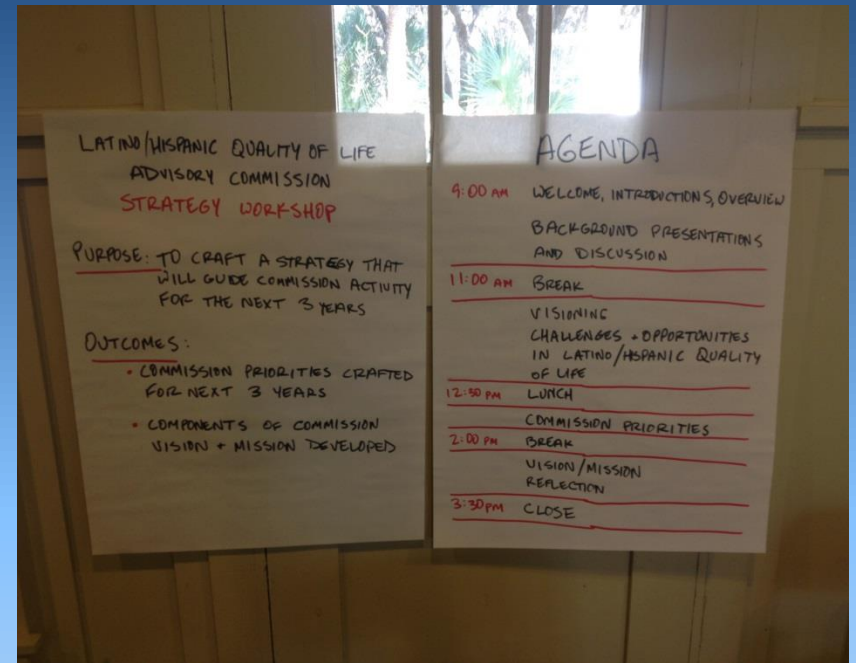 LATINO/HISPANIC QUALITY OF LIFE
ADVISORY COMMISSION
STRATEGY WORKSHOP
PURPOSE: TO CRAFT A STRATEGY THAT
WILL GUIDE COMMISSION ACTIVITY
FOR THE NEXT 3 YEARS
OUTCOMES:
• COMMISSION PRIORITIES CRAFTED
FOR NEXT 3 YEARS
• COMPONENTS OF COMMISSION
VISION + MISSION DEVELOPED
AGENDA
9:00 AM WELCOME, INTRODUCTIONS, OVERVIEW
BACKGROUND PRESENTATIONS
AND DISCUSSION
11:00 AM BREAK
VISIONING
CHALLENGES + OPPORTUNITIES
IN LATINO/HISPANIC QUALITY
OF LIFE
12:30 PM LUNCH
COMMISSION PRIORITIES
2:00 PM BREAK
VISION/MISSION
REFLECTION
3:30 PM CLOSE